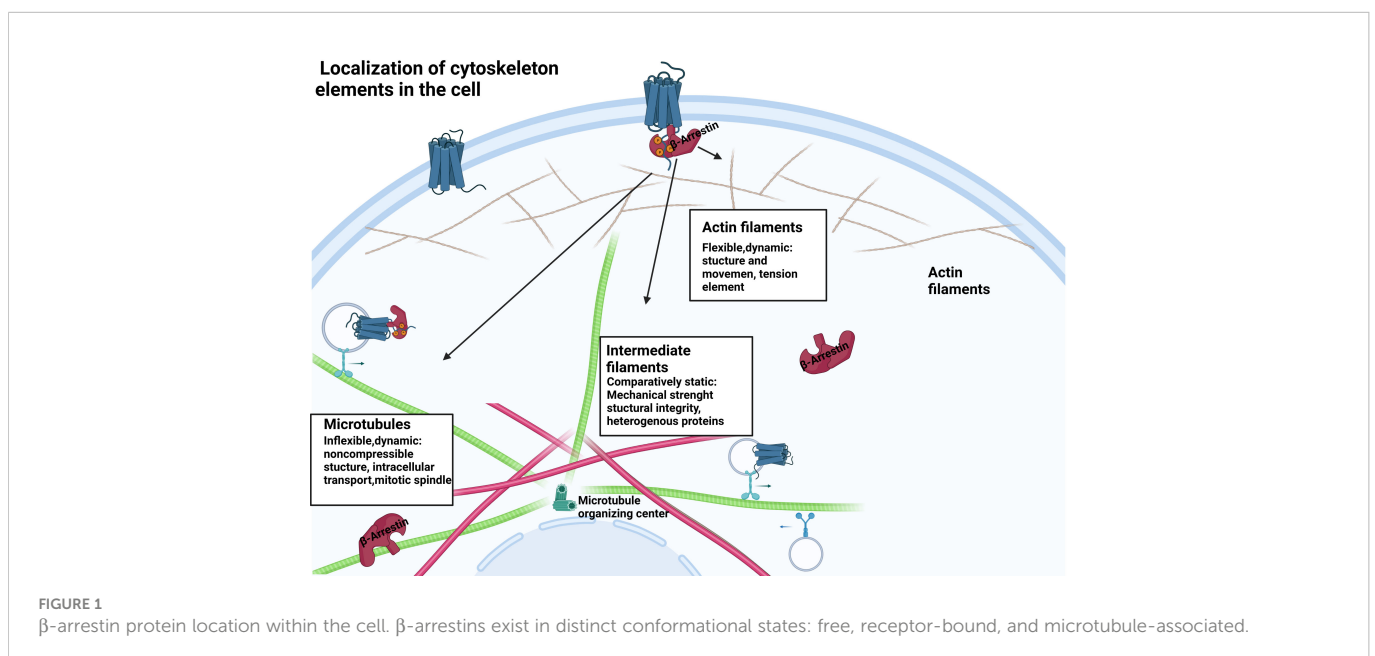 Localization of cytoskeleton
elements in the cell
β-Arrestin
Actin filaments
Flexible,dynamic:
stucture and
movemen, tension
element
Actin
filaments
β-Arrestin
Intermediate
filaments
Comparatively static:
Mechanical strenght
stuctural integrity,
heterogenous proteins
Microtubules
Inflexible,dynamic:
noncompressible
stucture, intracellular
transport,mitotic spindle
Microtubule
organizing center
β-Arrestin
FIGURE 1
β-arrestin protein location within the cell. β-arrestins exist in distinct conformational states: free, receptor-bound, and microtubule-associated.